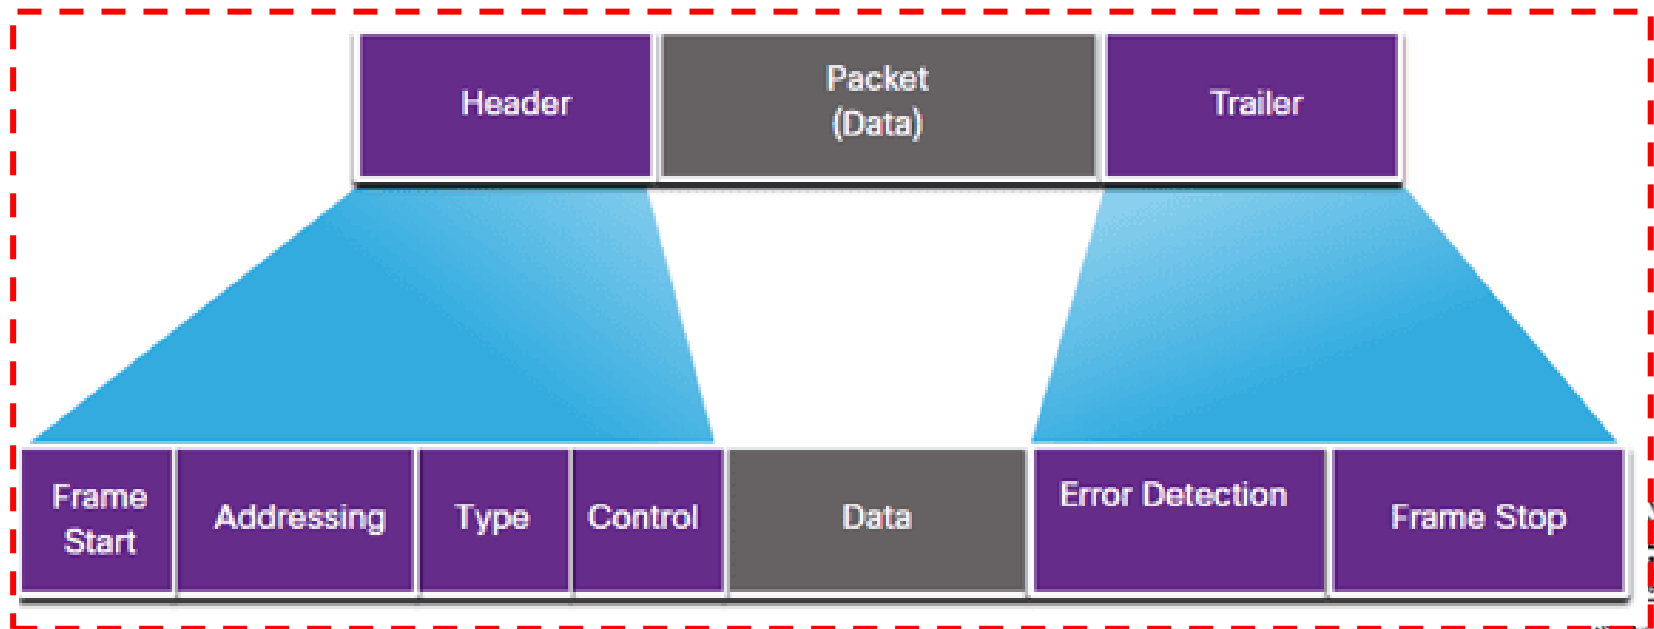 Header
Packet
(Data)
Trailer
Frame
Start
Addressing
Type
Control
Data
Error Detection
Frame Stop